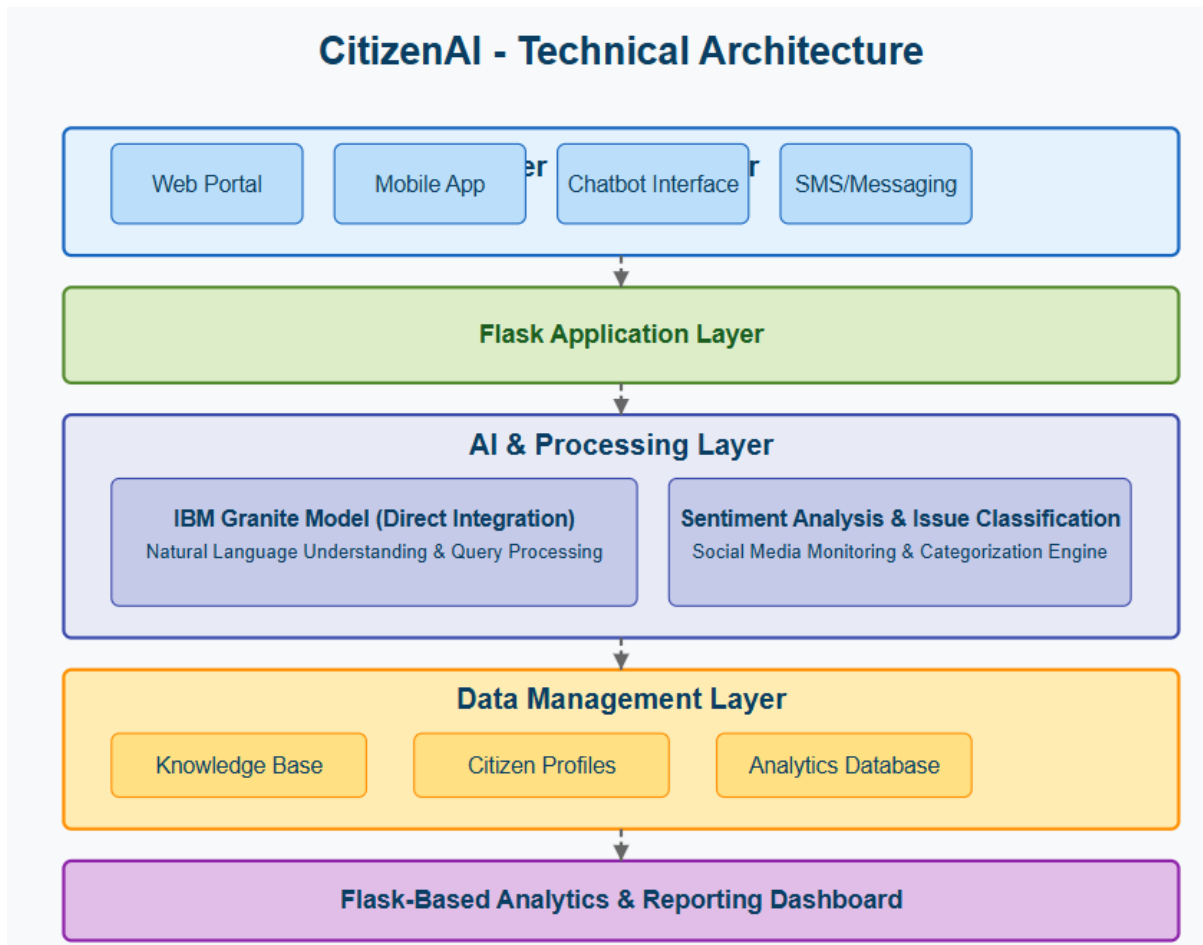 CitizenAI - Technical Architecture
Web Portal
Mobile App
Chatbot Interface
SMS/Messaging
Flask Application Layer
AI & Processing Layer
IBM Granite Model (Direct Integration)
Natural Language Understanding & Query Processing
Sentiment Analysis & Issue Classification
Social Media Monitoring & Categorization Engine
Data Management Layer
Knowledge Base
Citizen Profiles
Analytics Database
Flask-Based Analytics & Reporting Dashboard